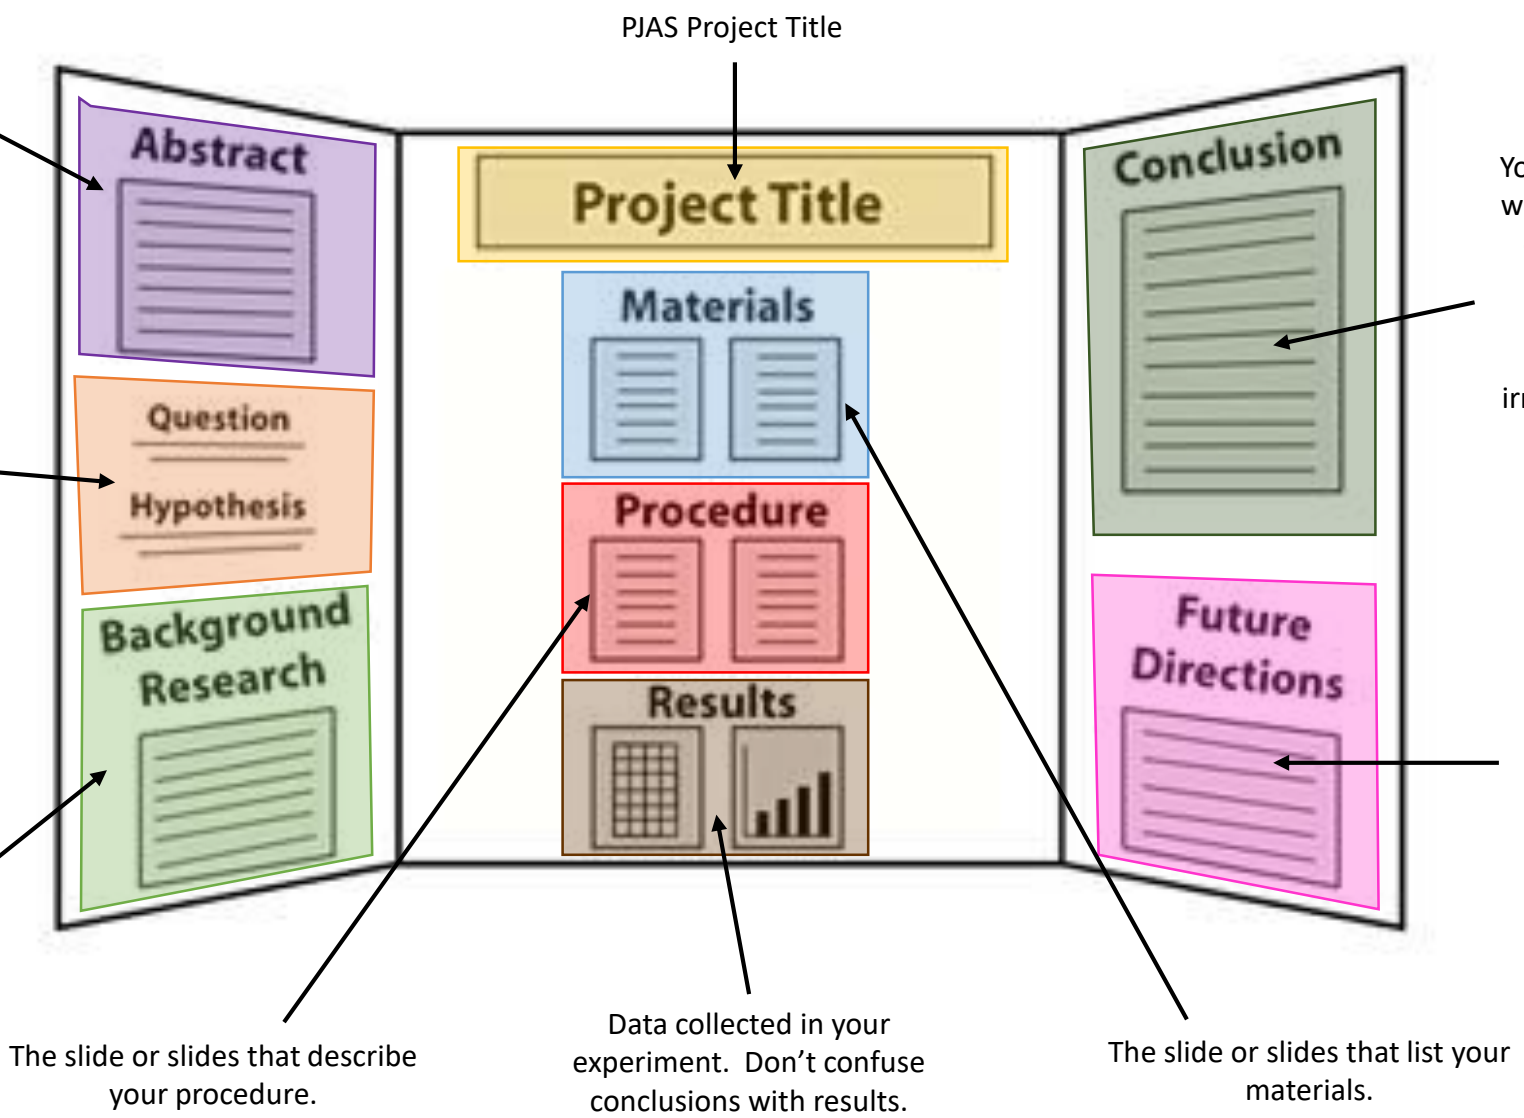 PJAS Project Title
Abstract
Question
Hypothesis
Background
Research
Project Title
Materials
Procedure
Results
Conclusion
Future
Directions
The slide or slides that describe
your procedure.
Data collected in your
experiment. Don’t confuse
conclusions with results.
The slide or slides that list your
materials.